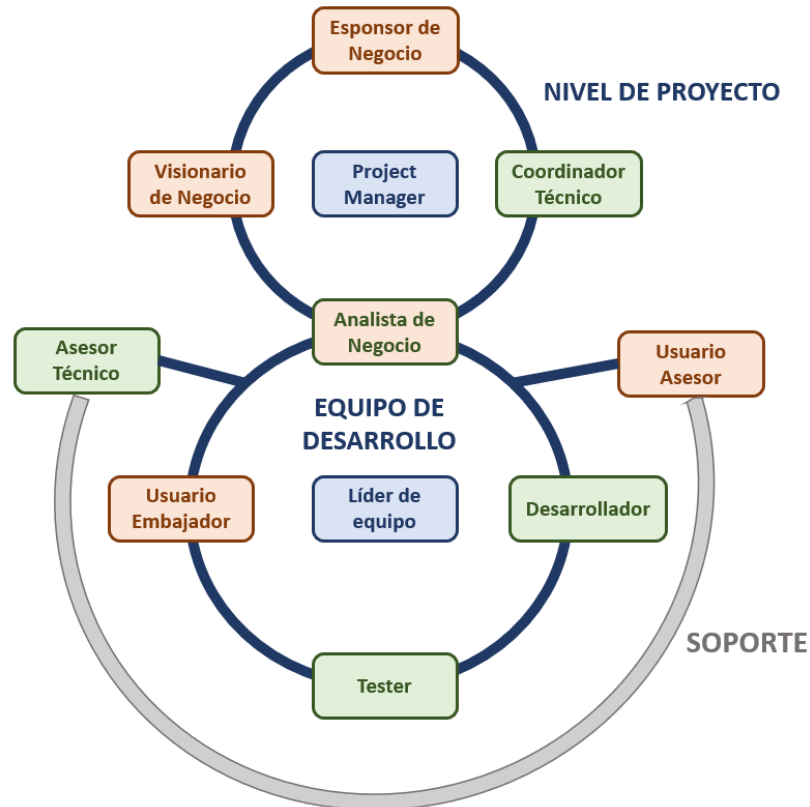 Esponsor de
Negocio
NIVEL DE PROYECTO
Visionario
de Negocio
Project
Manager
Coordinador
Técnico
Analista de
Negocio
Asesor
Técnico
Usuario
Asesor
EQUIPO DE
DESARROLLO
Usuario
Embajador
Líder de
equipo
Desarrollador
SOPORTE
Tester